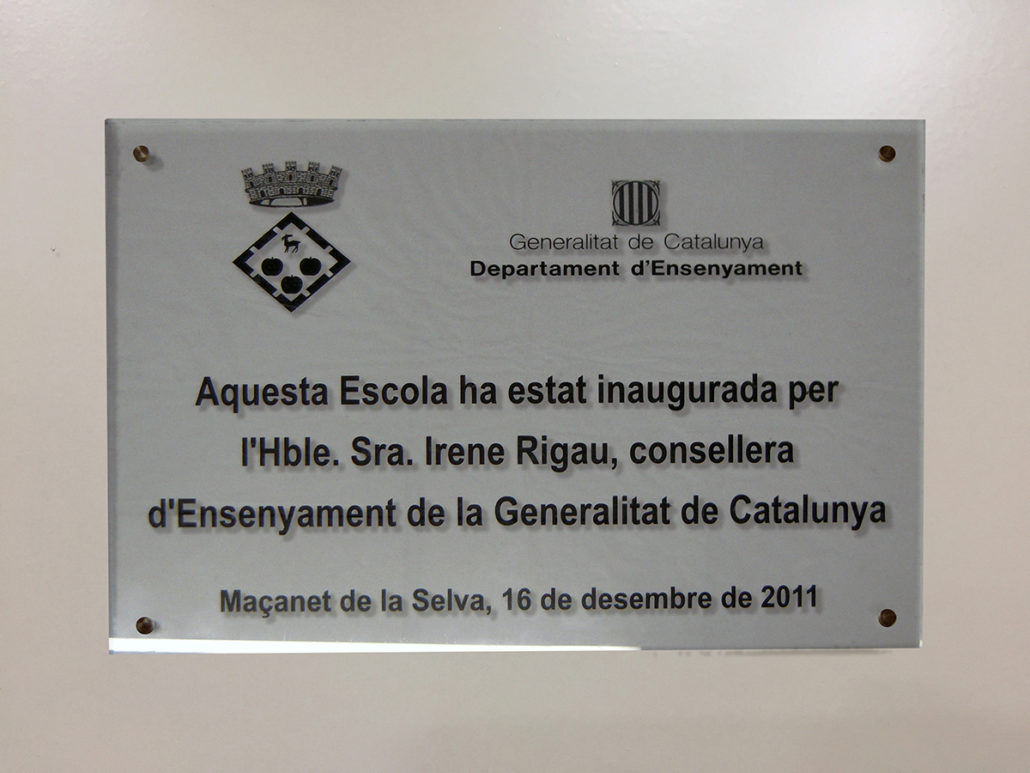 Generalitat de Catalunya
Departament d'Ensenyament
Aquesta Escola ha estat inaugurada per
l'Hble. Sra. Irene Rigau, consellera
d'Ensenyament de la Generalitat de Catalunya
Maçanet de la Selva, 16 de desembre de 2011